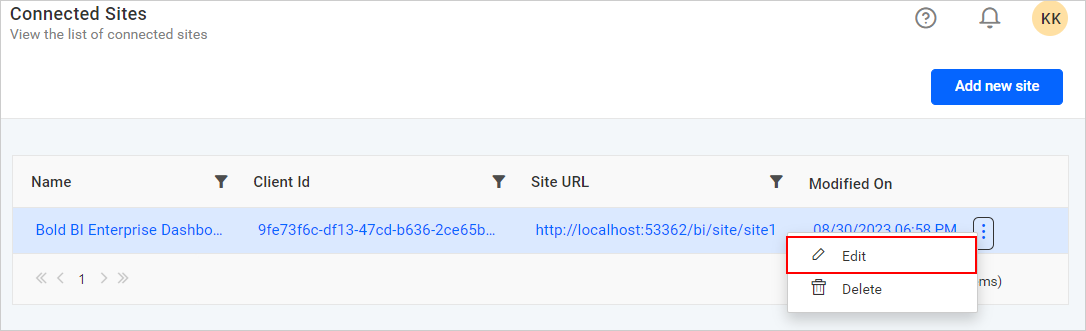 Connected Sites
View the list of connected sites
KK
Add new site
Name Client Id Site URL Modified On
Bold BI Enterprise Dashbo... 9fe73f6c-df13-47cd-b636-2ce65b... http://localhost:53362/bi/site/site1 08/30/2023 06:58 PM
Edit
1 ms)
Delete